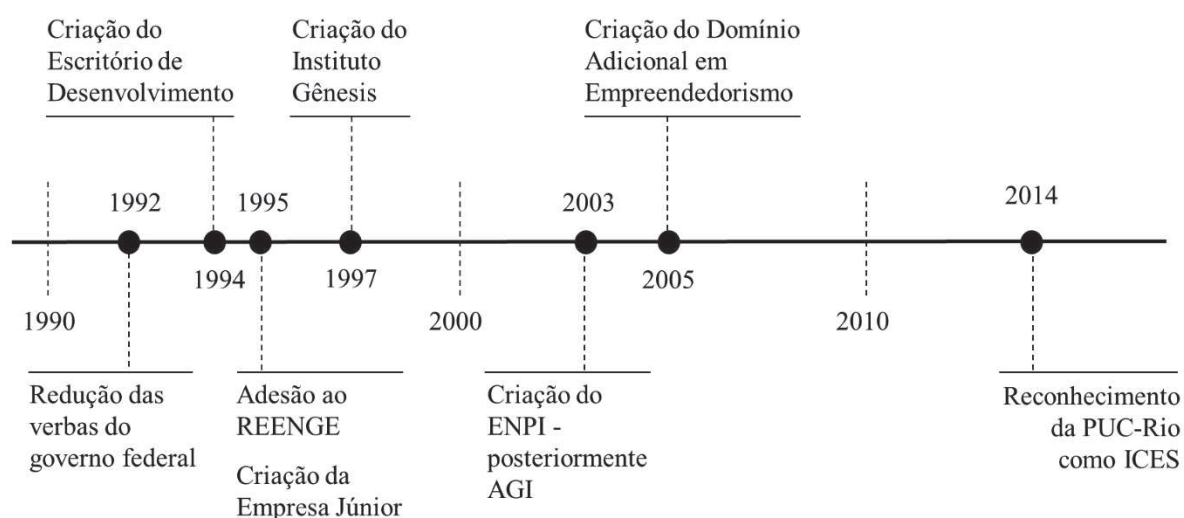 Criação do
Escritório de
Desenvolvimento
Criação do
Instituto
Gênesis
Criação do Domínio
Adicional em
Empreendedorismo
1992
1995
2003
2014
1994
1997
2005
1990
2000
2010
Redução das
verbas do
governo federal
Adesão ao
REENGE
Criação da
Empresa Júnior
Criação do
ENPI -
posteriormente
AGI
Reconhecimento
da PUC-Rio
como ICES